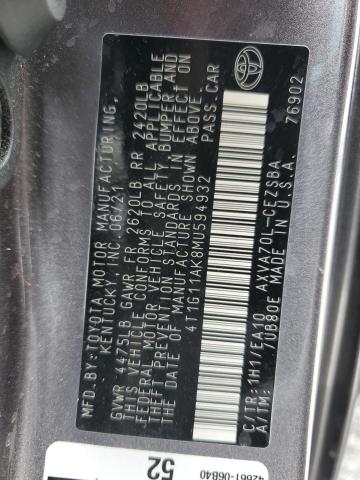 MFD.BY: TOYOTA MOTOR MANUFACTURING,
KENTUCKY, INC. 06/21
GVWR 4475LB GAWR FR 2620LB RR 2420LB
THIS VEHICLE CONFORMS TO ALL APPLICABLE
FEDERAL MOTOR VEHICLE SAFETY, BUMPER AND
THEFT PREVENTION STANDARDS IN EFFECT ON
THE DATE OF MANUFACTURE SHOWN ABOVE.
4T1G11AK8MU594932 PASS.CAR
C/TR: 1H1/EA10 AXVA70L-CEZSBA
A/TM: /UB80E MADE IN U.S.A. 76902
42661-06B40
52